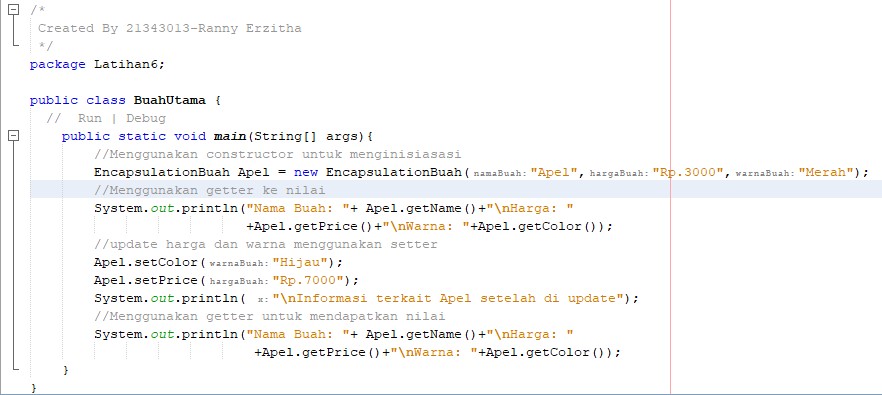 /*
Created By 21343013-Ranny Erzitha
*/
package Latihan6;
public class BuahUtama {
// Run | Debug
public static void main(String[] args){
//Menggunakan constructor untuk menginisiasasi
EncapsulationBuah Apel = new EncapsulationBuah(namaBuah: "Apel", hargaBuah: "Rp.3000", warnaBuah: "Merah");
//Menggunakan getter ke nilai
System.out.println("Nama Buah: "+ Apel.getName()+"\nHarga: "
+Apel.getPrice()+"\nWarna: "+Apel.getColor());
//update harga dan warna menggunakan setter
Apel.setColor(warnaBuah: "Hijau");
Apel.setPrice(hargaBuah: "Rp.7000");
System.out.println( x: "\nInformasi terkait Apel setelah di update");
//Menggunakan getter untuk mendapatkan nilai
System.out.println("Nama Buah: "+ Apel.getName()+"\nHarga: "
+Apel.getPrice()+"\nWarna: "+Apel.getColor());
}
}